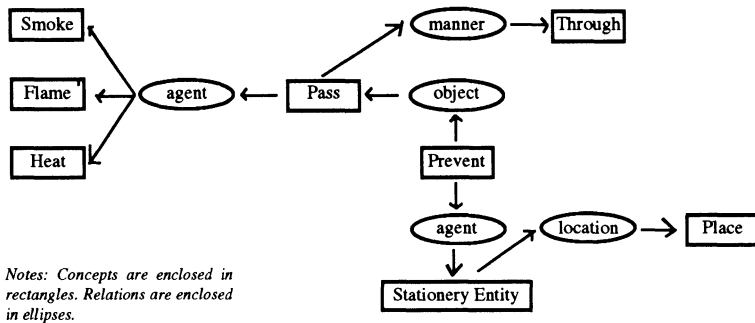 Smoke
manner
Through
Flame
agent
Pass
object
Heat
Prevent
agent
location
Place
Stationery Entity
Notes: Concepts are enclosed in
rectangles. Relations are enclosed
in ellipses.